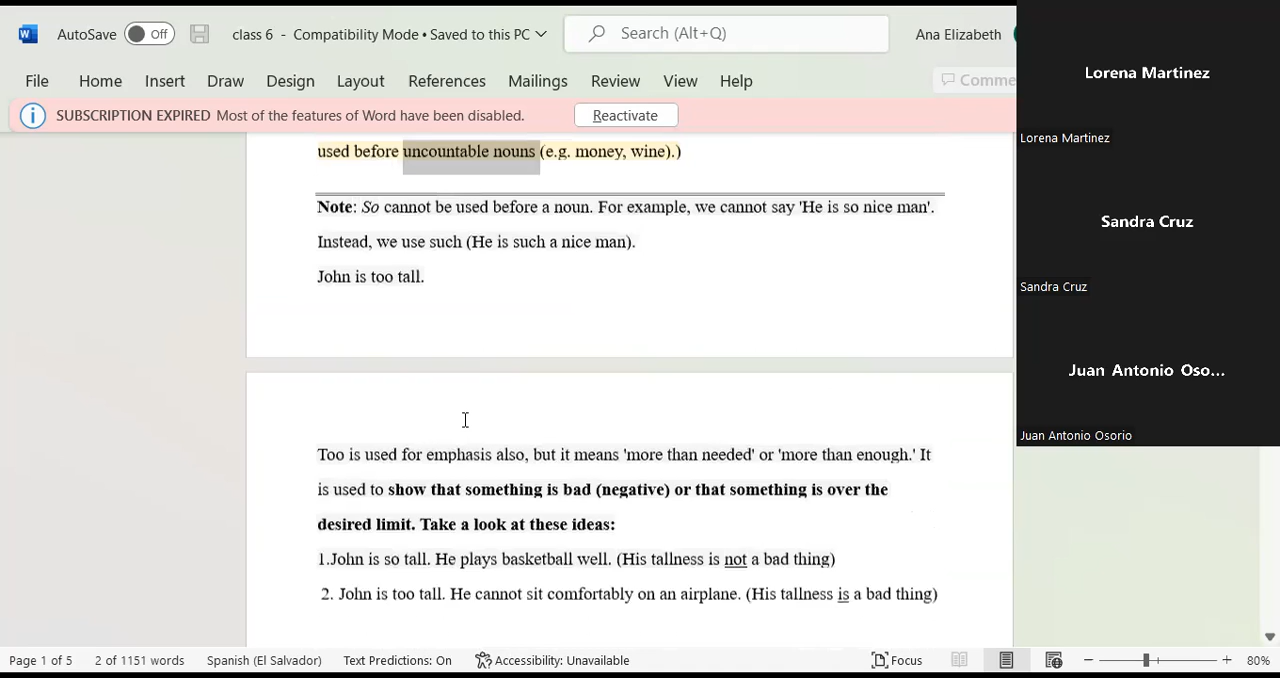 AutoSave Off class 6 - Compatibility Mode • Saved to this PC Search (Alt+Q) Ana Elizabeth
File Home Insert Draw Design Layout References Mailings Review View Help Comme
SUBSCRIPTION EXPIRED Most of the features of Word have been disabled. Reactivate
used before uncountable nouns (e.g. money, wine).)
Note: So cannot be used before a noun. For example, we cannot say 'He is so nice man'.
Instead, we use such (He is such a nice man).
John is too tall.
Too is used for emphasis also, but it means 'more than needed' or 'more than enough.' It
is used to show that something is bad (negative) or that something is over the
desired limit. Take a look at these ideas:
1.John is so tall. He plays basketball well. (His tallness is not a bad thing)
2. John is too tall. He cannot sit comfortably on an airplane. (His tallness is a bad thing)
Page 1 of 5 2 of 1151 words Spanish (El Salvador) Text Predictions: On Accessibility: Unavailable Focus 80%
Lorena Martinez
Lorena Martinez
Sandra Cruz
Sandra Cruz
Juan Antonio Oso...
Juan Antonio Osorio